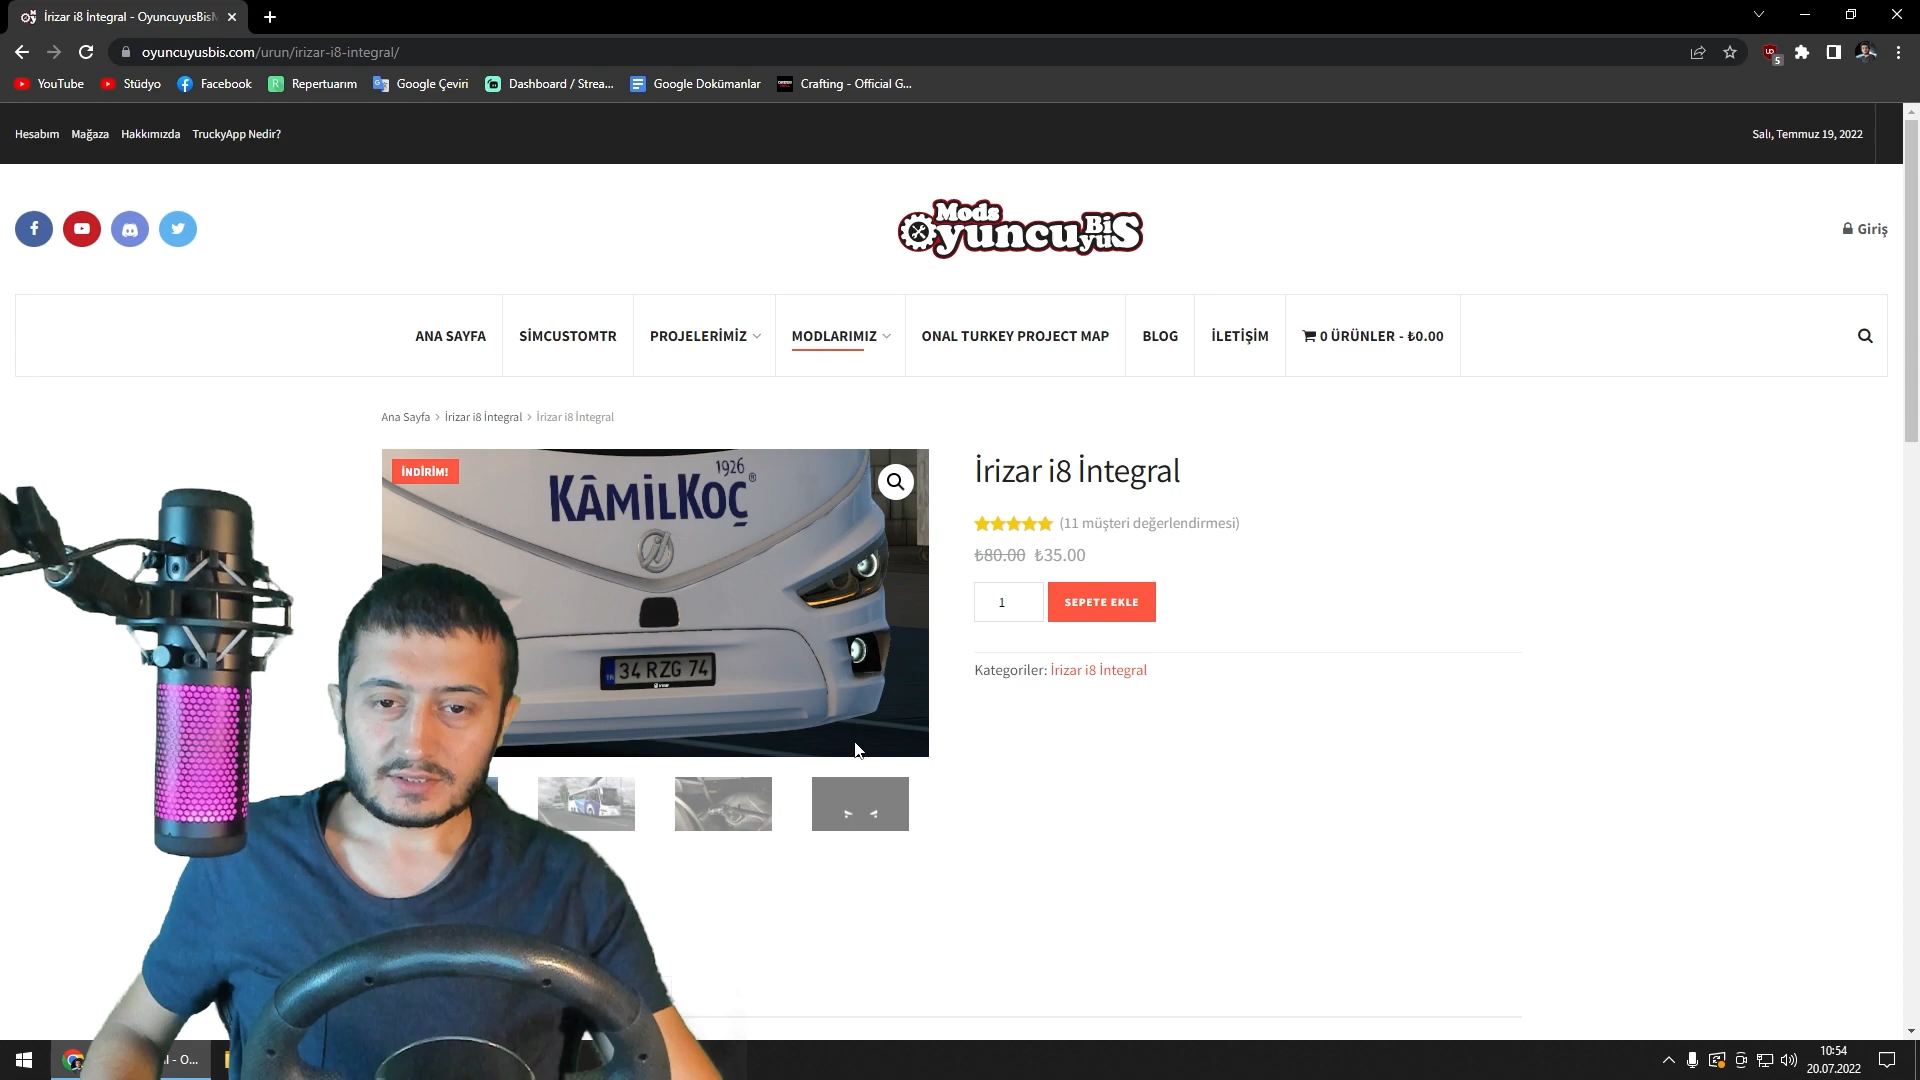 İrizar i8 İntegral - OyuncuyusBis
oyuncuyusbis.com/urun/irizar-i8-integral/
5
YouTube
Stüdyo
Facebook
Repertuarım
Google Çeviri
Dashboard / Strea...
Google Dokümanlar
Crafting - Official G...
Hesabım
Mağaza
Hakkımızda
TruckyApp Nedir?
Salı, Temmuz 19, 2022
Mods
OyuncuyuS
BiS
Giriş
ANA SAYFA
SİMCUSTOMTR
PROJELERİMİZ
MODLARIMIZ
ONAL TURKEY PROJECT MAP
BLOG
İLETİŞİM
0 ÜRÜNLER - ₺0.00
Ana Sayfa > İrizar i8 İntegral > İrizar i8 İntegral
İNDİRİM!
1926
KÂMİLKOÇ
34 RZG 74
İrizar i8 İntegral
(11 müşteri değerlendirmesi)
₺80.00 ₺35.00
1
SEPETE EKLE
Kategoriler: İrizar i8 İntegral
l - O...
10:54
20.07.2022